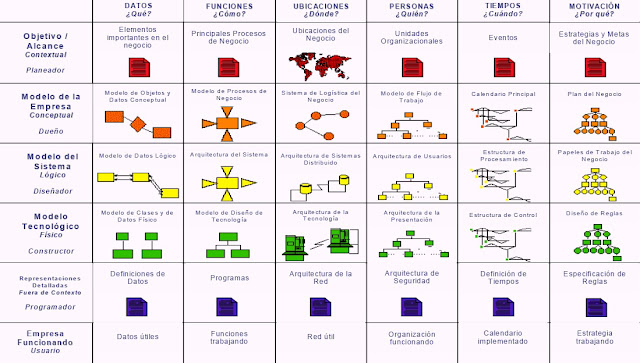 DATOS
¿Qué?
FUNCIONES
¿Cómo?
UBICACIONES
¿Dónde?
PERSONAS
¿Quién?
TIEMPOS
¿Cuándo?
MOTIVACIÓN
¿Por qué?
Objetivo /
Alcance
Contextual
Planeador
Elementos
importantes en el
negocio
Principales Procesos
de Negocio
Ubicaciones del
Negocio
Unidades
Organizacionales
Eventos
Estrategias y Metas
del Negocio
Modelo de la
Empresa
Conceptual
Dueño
Modelo de Objetos y
Datos Conceptual
Modelo de Procesos de
Negocio
Sistema de Logística del
Negocio
Modelo de Flujo de
Trabajo
Calendario Principal
Plan del Negocio
Modelo del
Sistema
Lógico
Diseñador
Modelo de Datos Lógico
Arquitectura del Sistema
Arquitectura de Sistemas
Distribuido
Arquitectura de Usuarios
Estructura de
Procesamiento
Papeles de Trabajo del
Negocio
Modelo
Tecnológico
Físico
Constructor
Modelo de Clases y de
Datos Físico
Modelo de Diseño de
Tecnología
Arquitectura de la
Tecnología
Arquitectura de la
Presentación
Estructura de Control
Diseño de Reglas
Representaciones
Detalladas
Fuera de Contexto
Programador
Definiciones de
Datos
Programas
Arquitectura de la
Red
Arquitectura de
Seguridad
Definición de
Tiempos
Especificación de
Reglas
Empresa
Funcionando
Usuario
Datos útiles
Funciones
trabajando
Red útil
Organización
funcionando
Calendario
implementado
Estrategia
trabajando